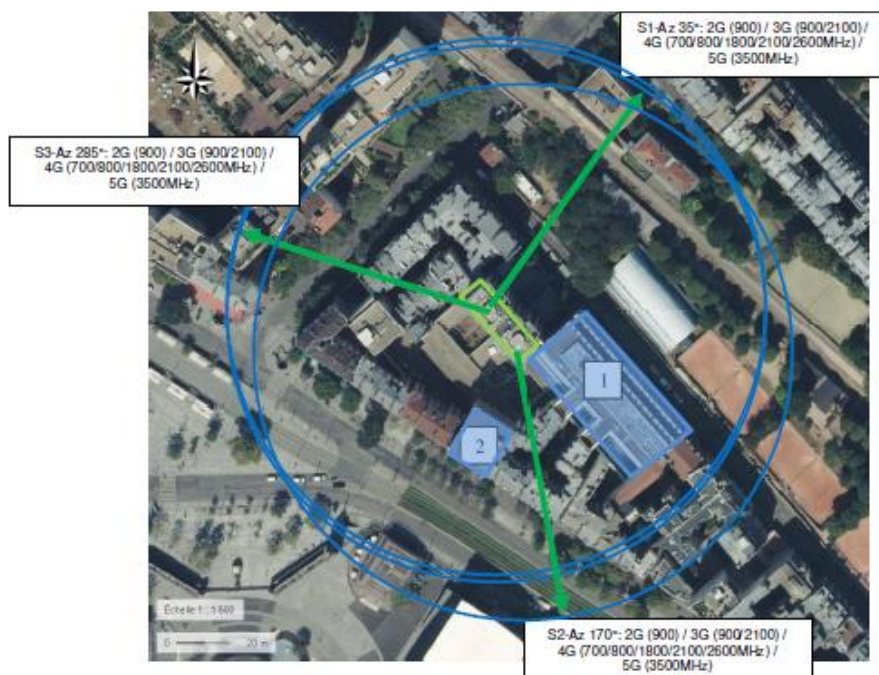 S1-Az 35°: 2G (900) / 3G (900/2100) /
4G (700/800/1800/2100/2600MHz) /
5G (3500MHz)
S3-Az 285°: 2G (900) / 3G (900/2100) /
4G (700/800/1800/2100/2600MHz) /
5G (3500MHz)
1
2
Échelle 1 :
0 20 m
S2-Az 170°: 2G (900) / 3G (900/2100) /
4G (700/800/1800/2100/2600MHz) /
5G (3500MHz)